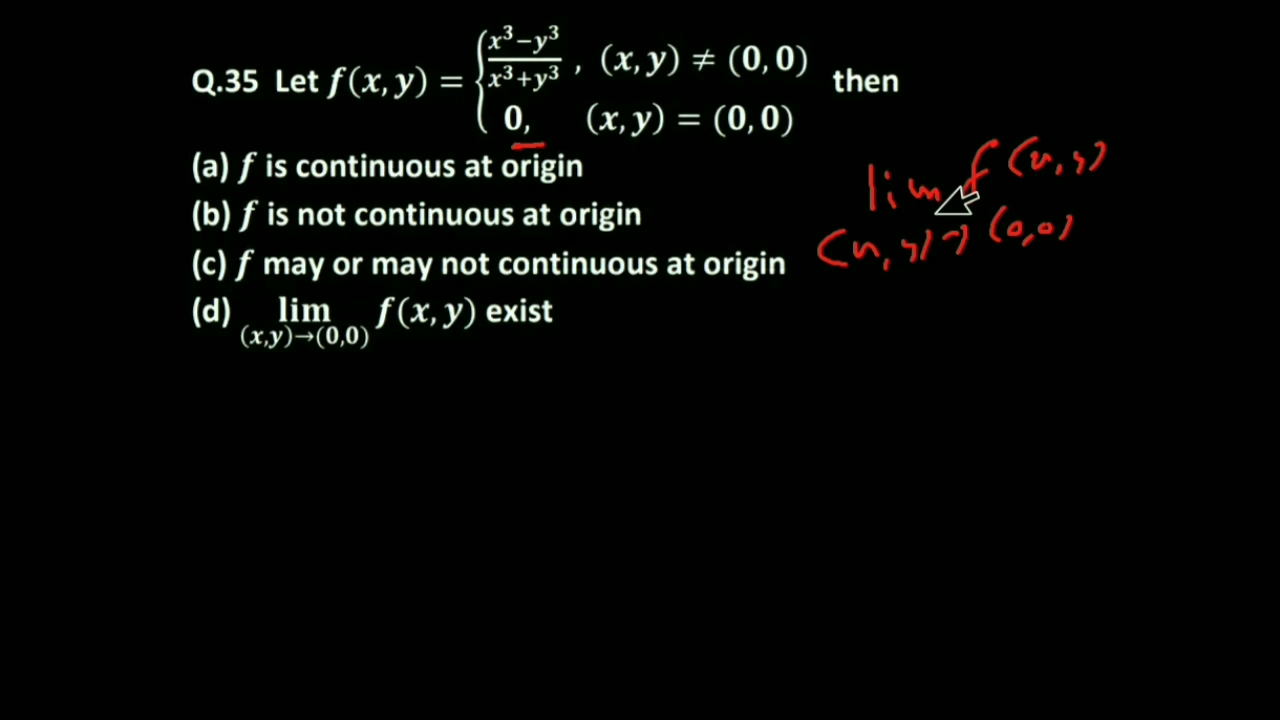 Q.35 Let f(x, y) = { x³−y³ / x³+y³ , (x, y) ≠ (0, 0) then
0, (x, y) = (0, 0)
(a) f is continuous at origin
(b) f is not continuous at origin
(c) f may or may not continuous at origin
(d) lim (x,y)→(0,0) f(x, y) exist
lim f(x, y)
(x, y) → (0,0)